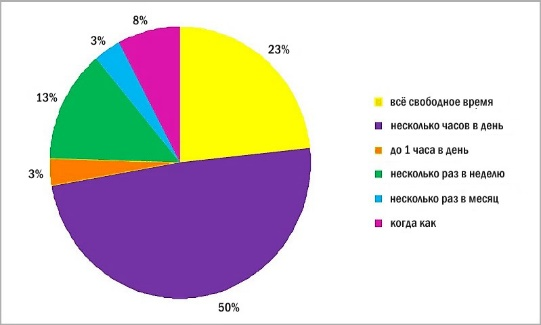 8%
3%
23%
13%
3%
50%
всё свободное время
несколько часов в день
до 1 часа в день
несколько раз в неделю
несколько раз в месяц
когда как